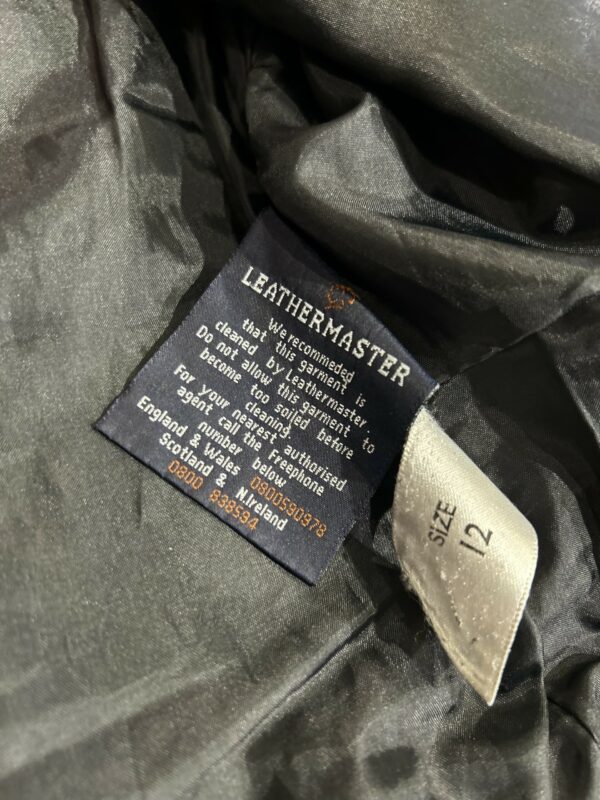 LEATHERMASTER
We recommeded
that this garment is
cleaned by Leathermaster.
Do not allow this garment to
become too soiled before
cleaning.
For your nearest authorised
agent call the Freephone
number below
England & Wales 0800590978
Scotland & N.Ireland
0800 838594
SIZE
12